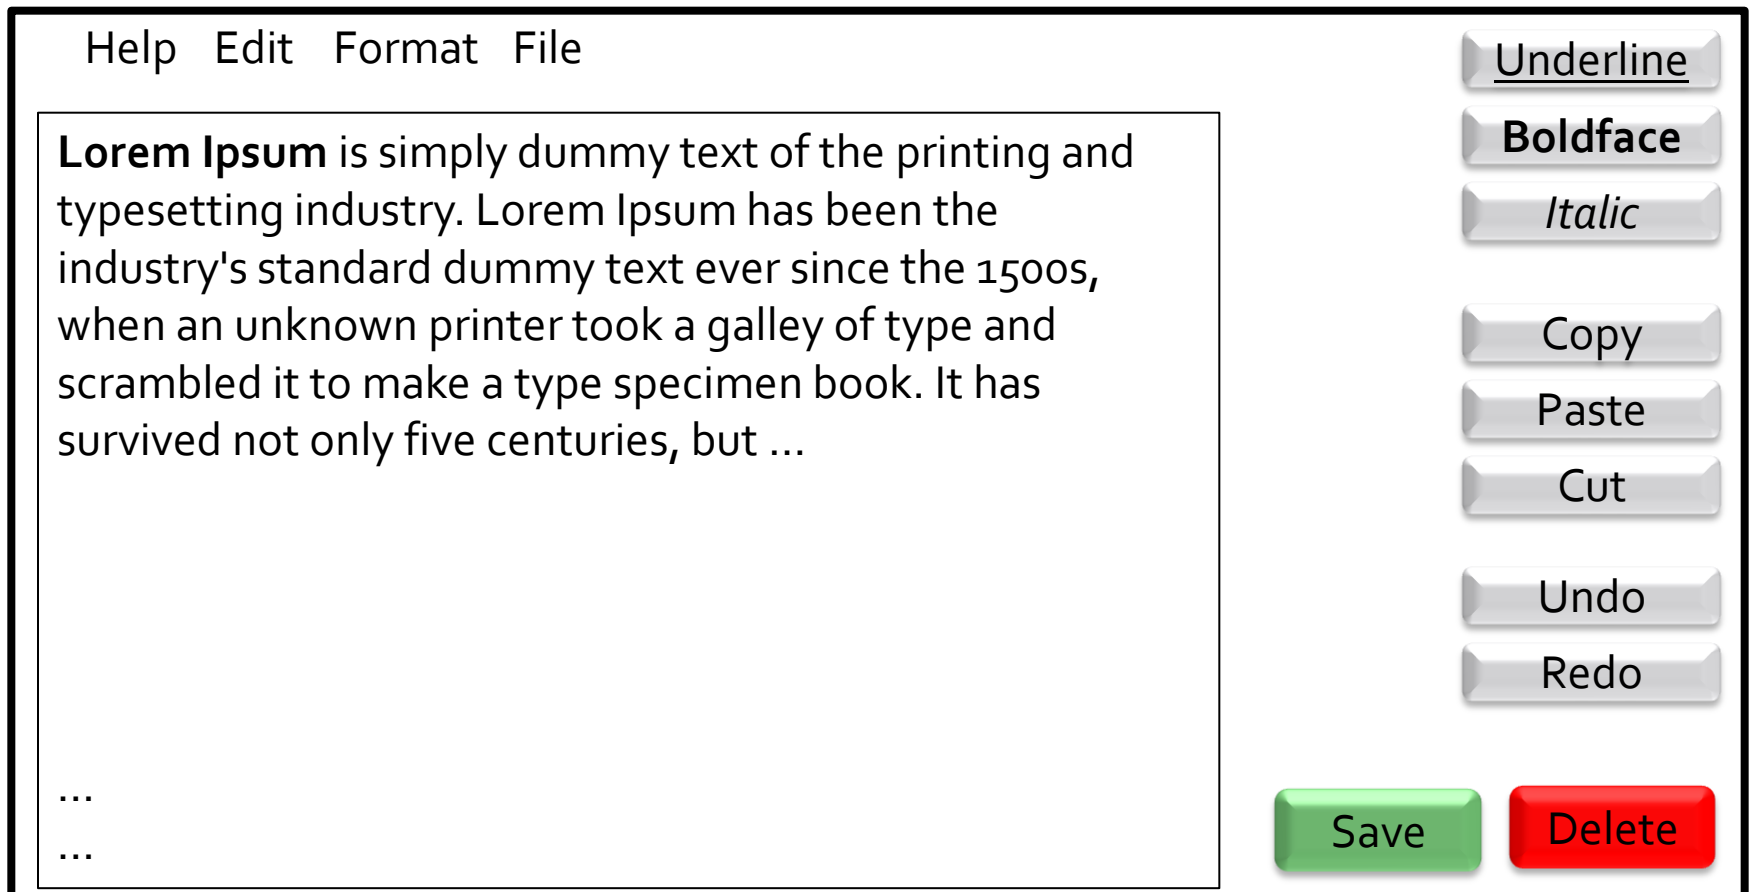 Help Edit Format File
Lorem Ipsum is simply dummy text of the printing and
typesetting industry. Lorem Ipsum has been the
industry's standard dummy text ever since the 1500s,
when an unknown printer took a galley of type and
scrambled it to make a type specimen book. It has
survived not only five centuries, but ...
...
...
Underline
Boldface
Italic
Copy
Paste
Cut
Undo
Redo
Save
Delete